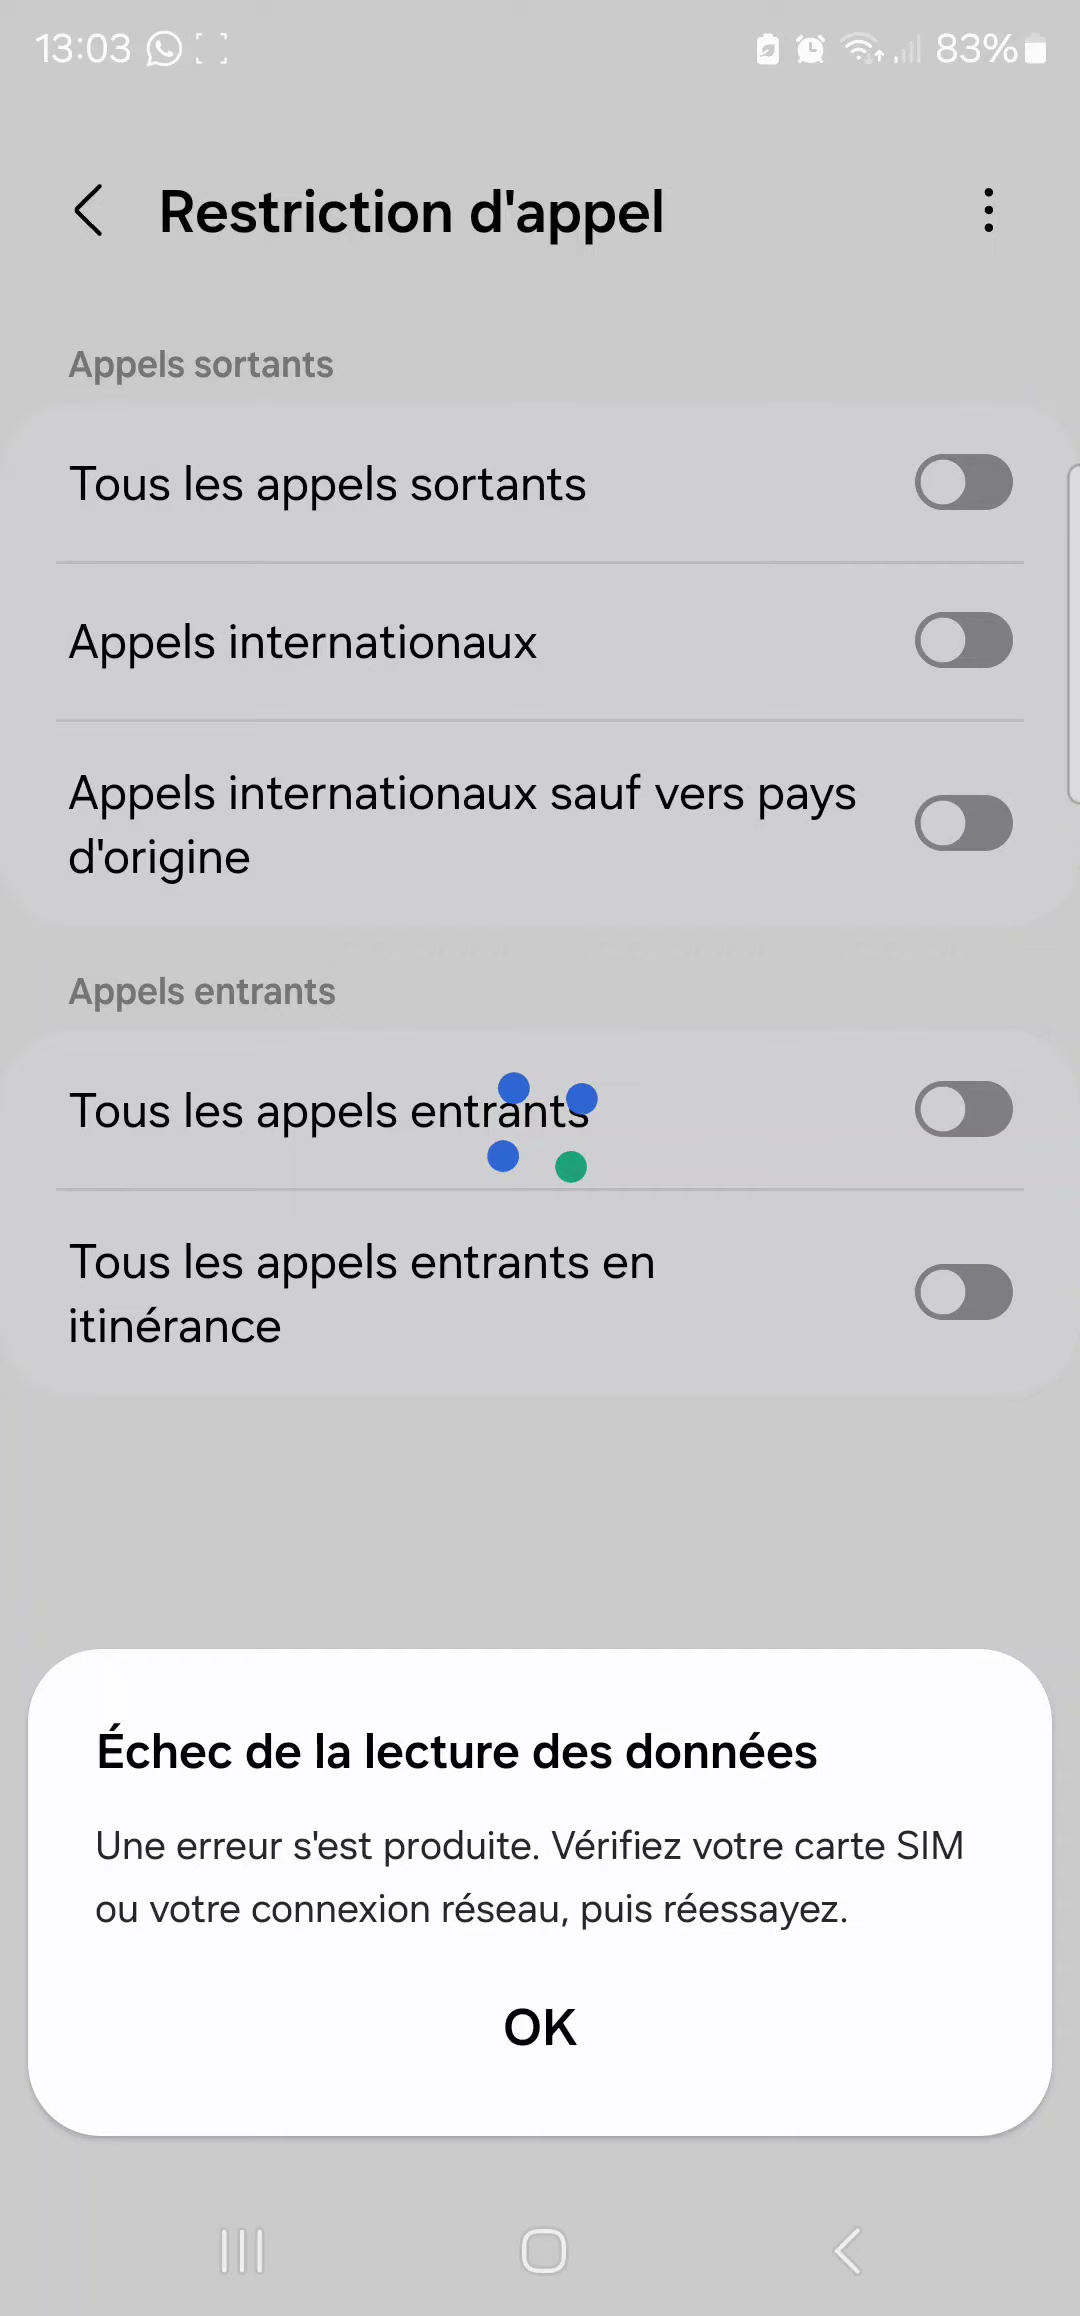 13:03 83%
Restriction d'appel
Appels sortants
Tous les appels sortants
Appels internationaux
Appels internationaux sauf vers pays
d'origine
Appels entrants
Tous les appels entrants
Tous les appels entrants en
itinérance
Échec de la lecture des données
Une erreur s'est produite. Vérifiez votre carte SIM
ou votre connexion réseau, puis réessayez.
OK